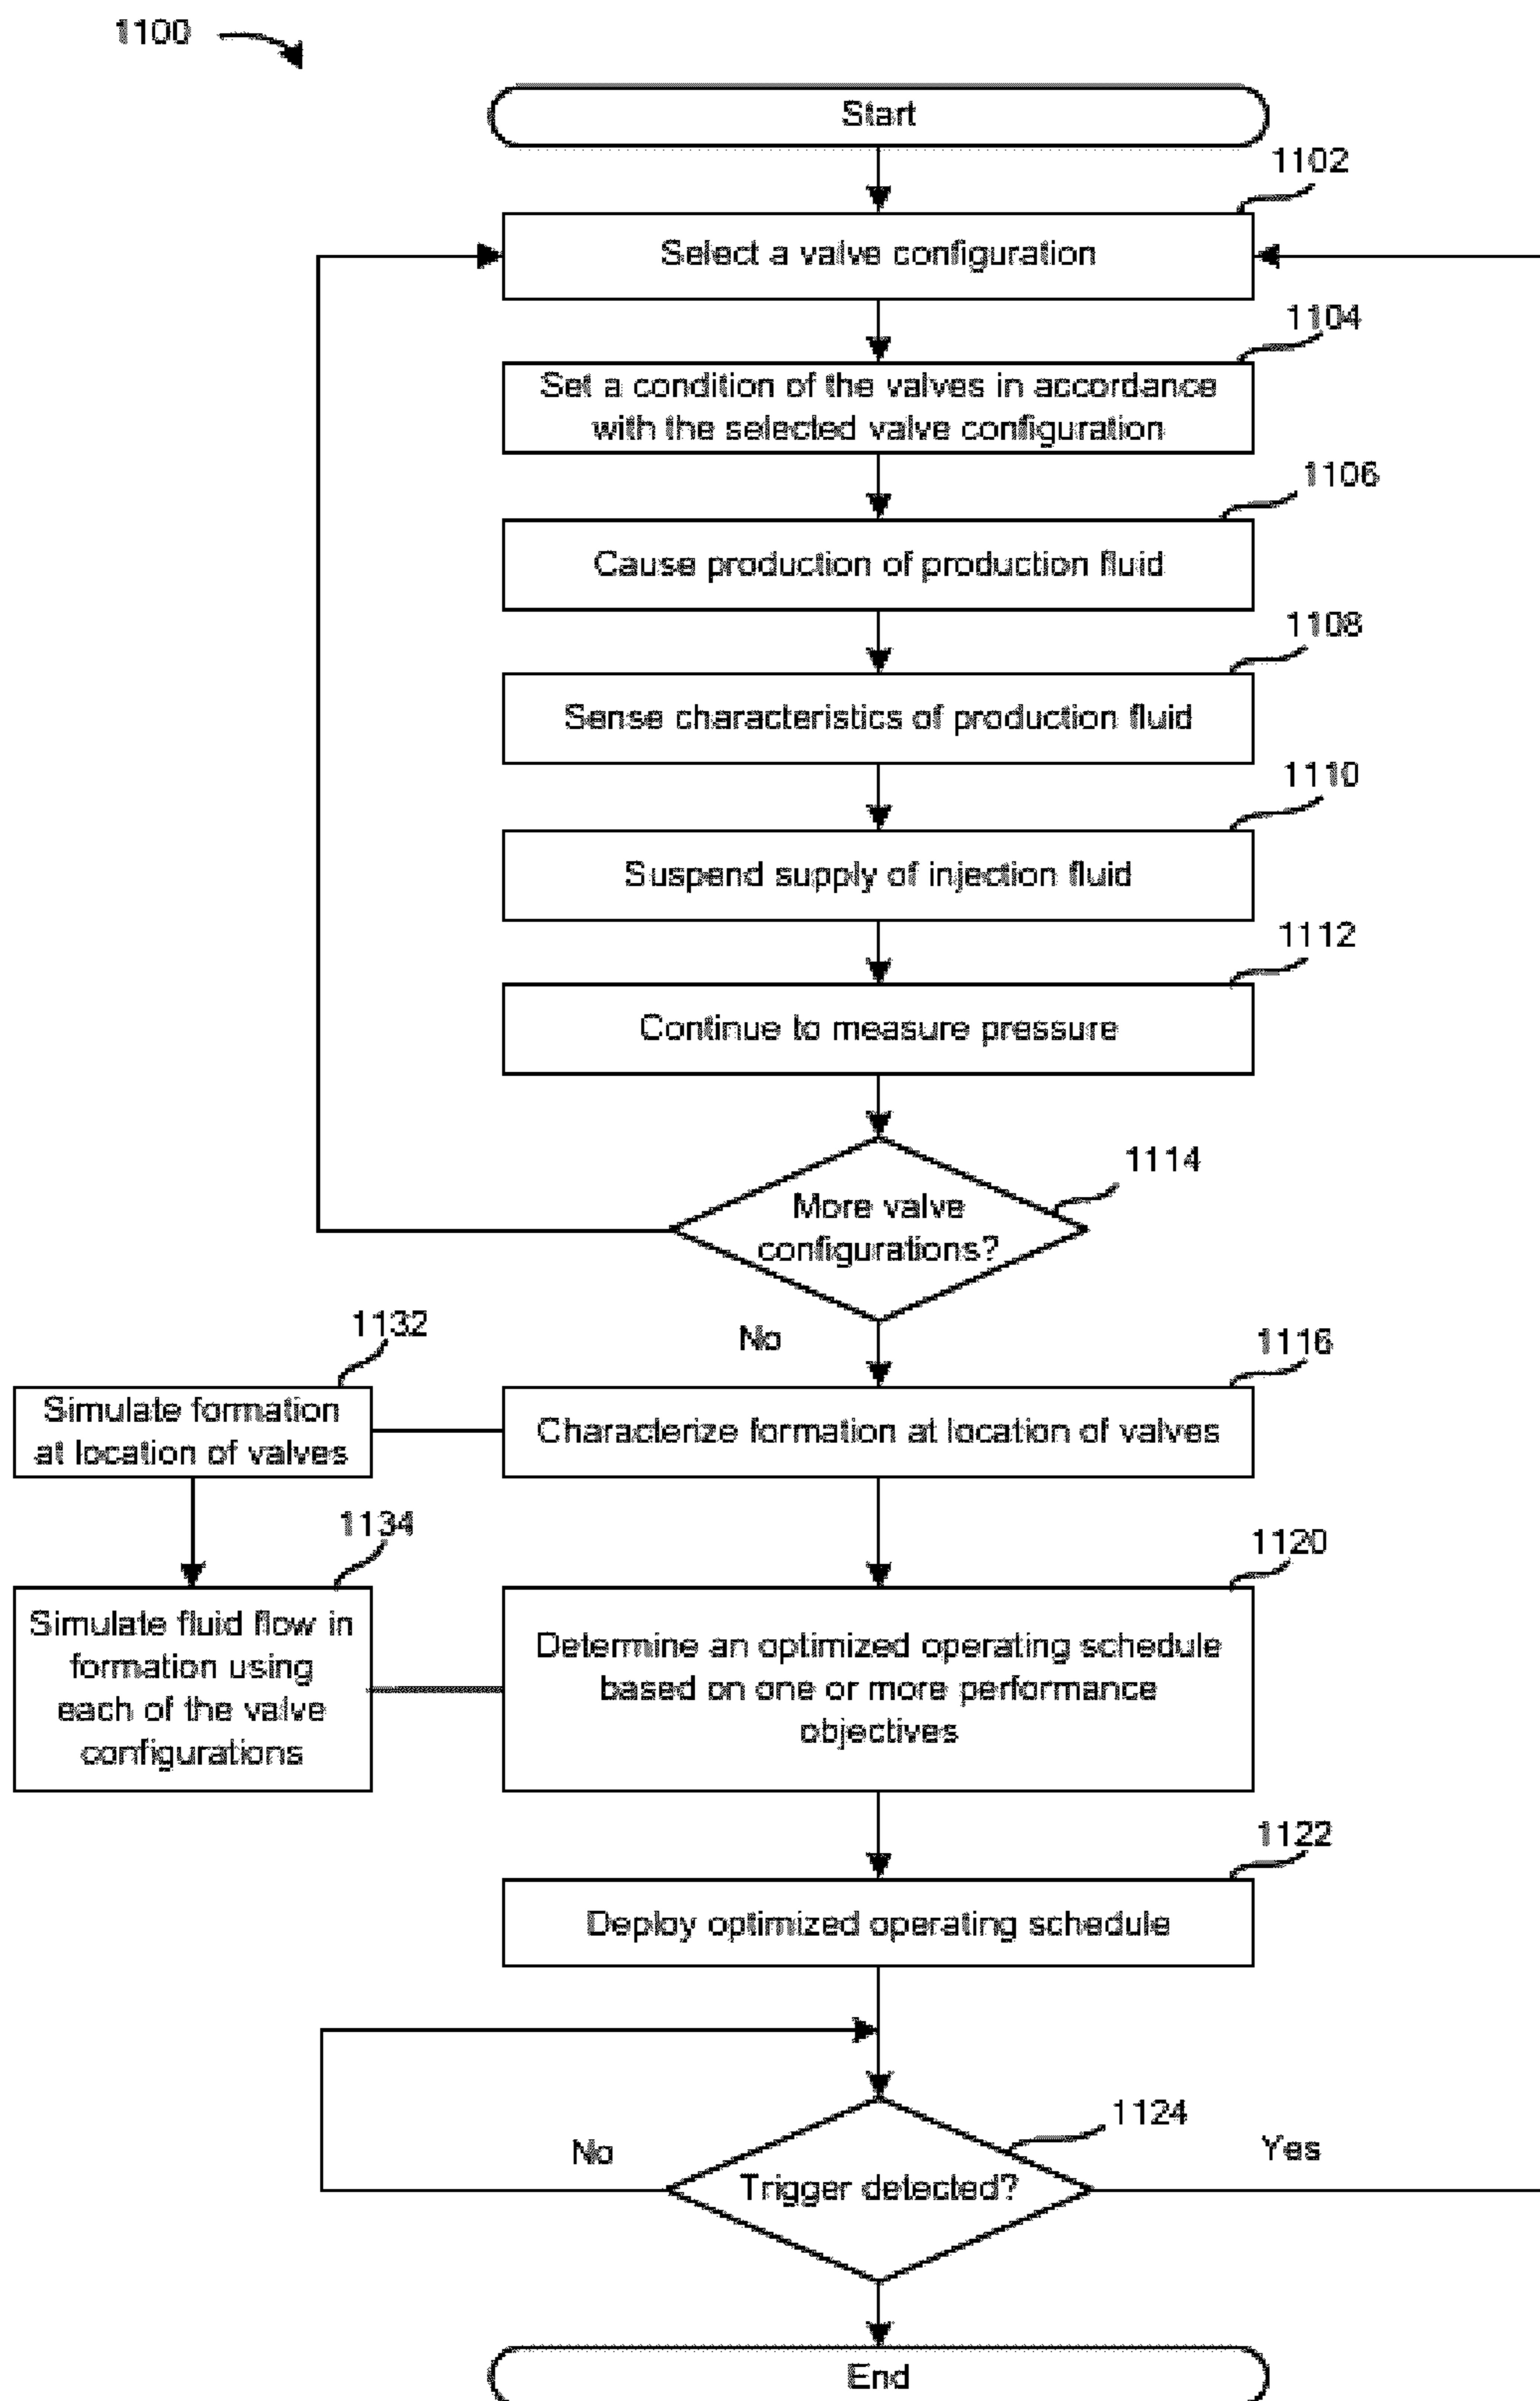 1100
Start
1102
Select a valve configuration
1104
Set a condition of the valves in accordance
with the selected valve configuration
1106
Cause production of production fluid
1108
Sense characteristics of production fluid
1110
Suspend supply of injection fluid
1112
Continue to measure pressure
1114
More valve
configurations?
No
1132
Simulate formation
at location of valves
1116
Characterize formation at location of valves
1134
Simulate fluid flow in
formation using
each of the valve
configurations
1120
Determine an optimized operating schedule
based on one or more performance
objectives
1122
Deploy optimized operating schedule
1124
No
Trigger detected?
Yes
End